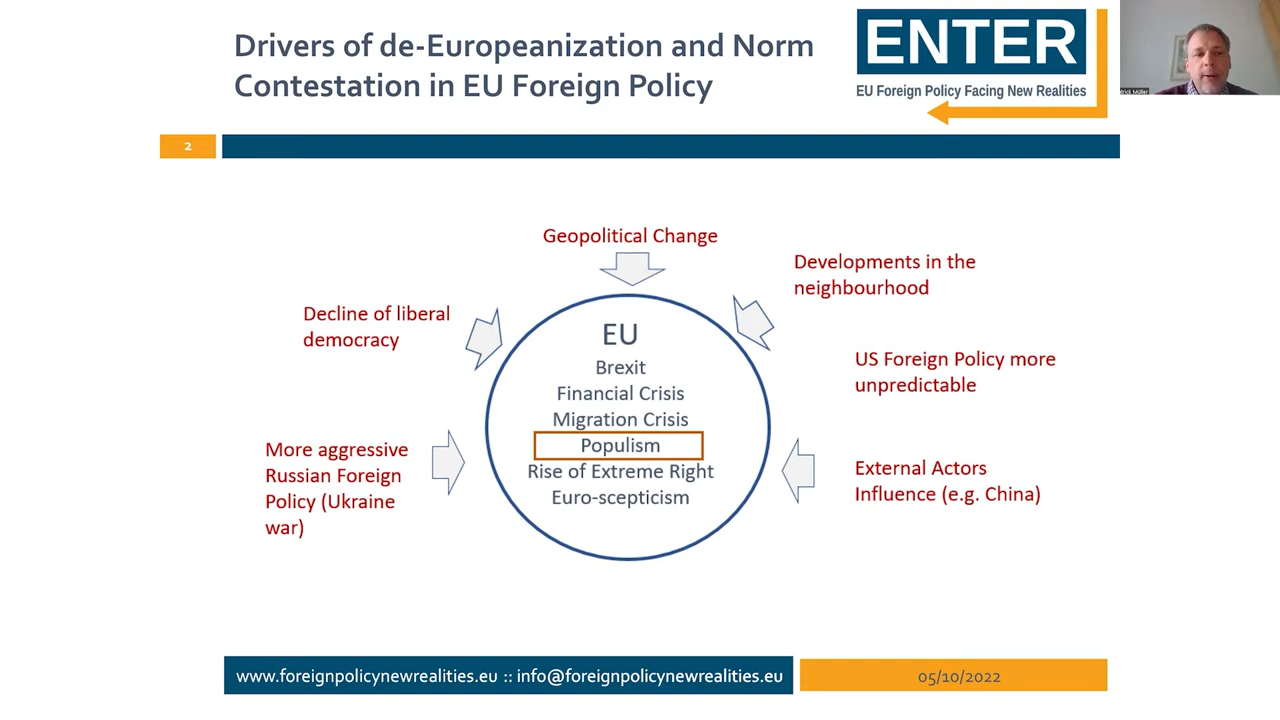 Drivers of de-Europeanization and Norm
Contestation in EU Foreign Policy
ENTER
EU Foreign Policy Facing New Realities
2
Geopolitical Change
Developments in the
neighbourhood
Decline of liberal
democracy
EU
Brexit
Financial Crisis
Migration Crisis
Populism
Rise of Extreme Right
Euro-scepticism
US Foreign Policy more
unpredictable
More aggressive
Russian Foreign
Policy (Ukraine
war)
External Actors
Influence (e.g. China)
www.foreignpolicynewrealities.eu :: info@foreignpolicynewrealities.eu
05/10/2022